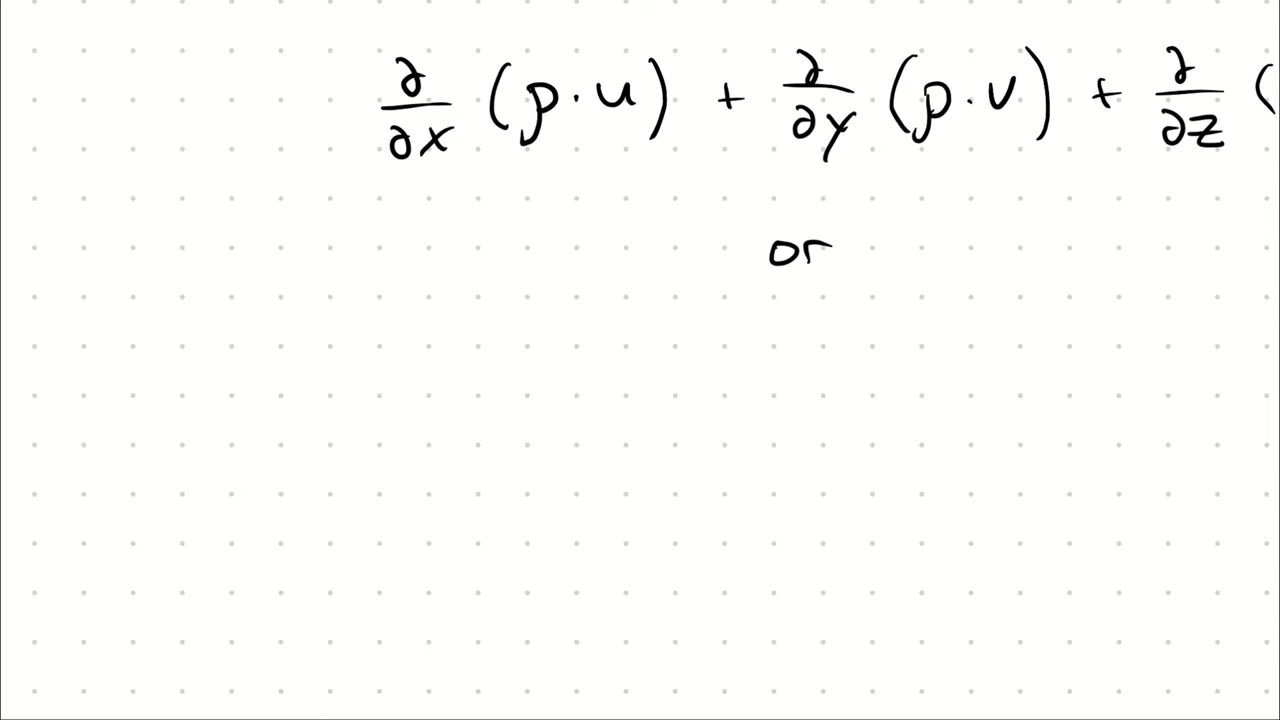 ∂/∂x (ρ · u) + ∂/∂y (ρ · v) + ∂/∂z (
or